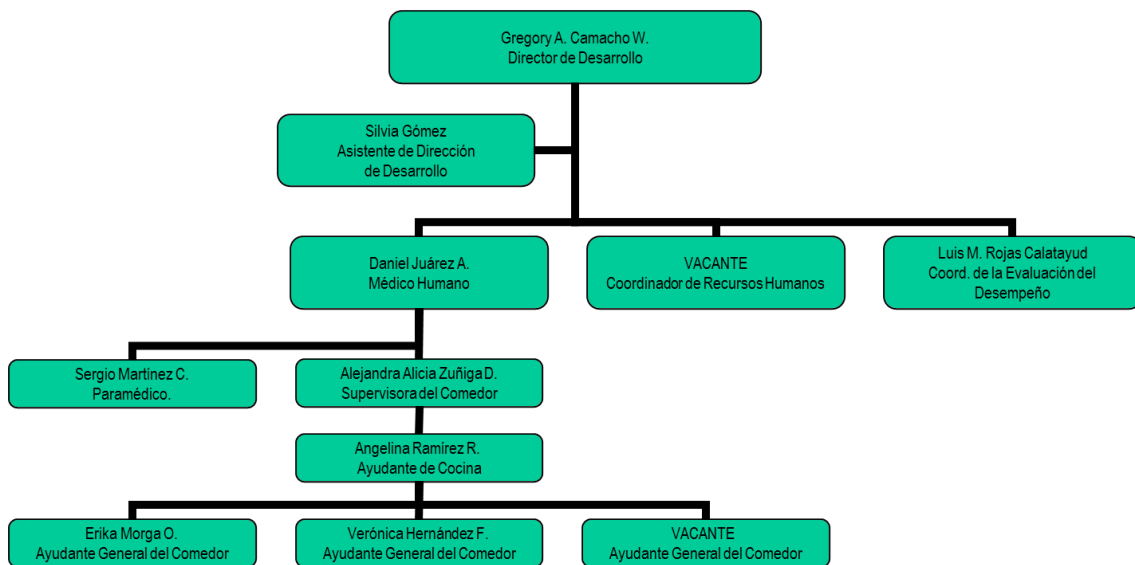 Gregory A. Camacho W.
Director de Desarrollo
Silvia Gómez
Asistente de Dirección
de Desarrollo
Daniel Juárez A.
Médico Humano
VACANTE
Coordinador de Recursos Humanos
Luis M. Rojas Calatayud
Coord. de la Evaluación del
Desempeño
Sergio Martínez C.
Paramédico.
Alejandra Alicia Zuñiga D.
Supervisora del Comedor
Angelina Ramírez R.
Ayudante de Cocina
Erika Morga O.
Ayudante General del Comedor
Verónica Hernández F.
Ayudante General del Comedor
VACANTE
Ayudante General del Comedor